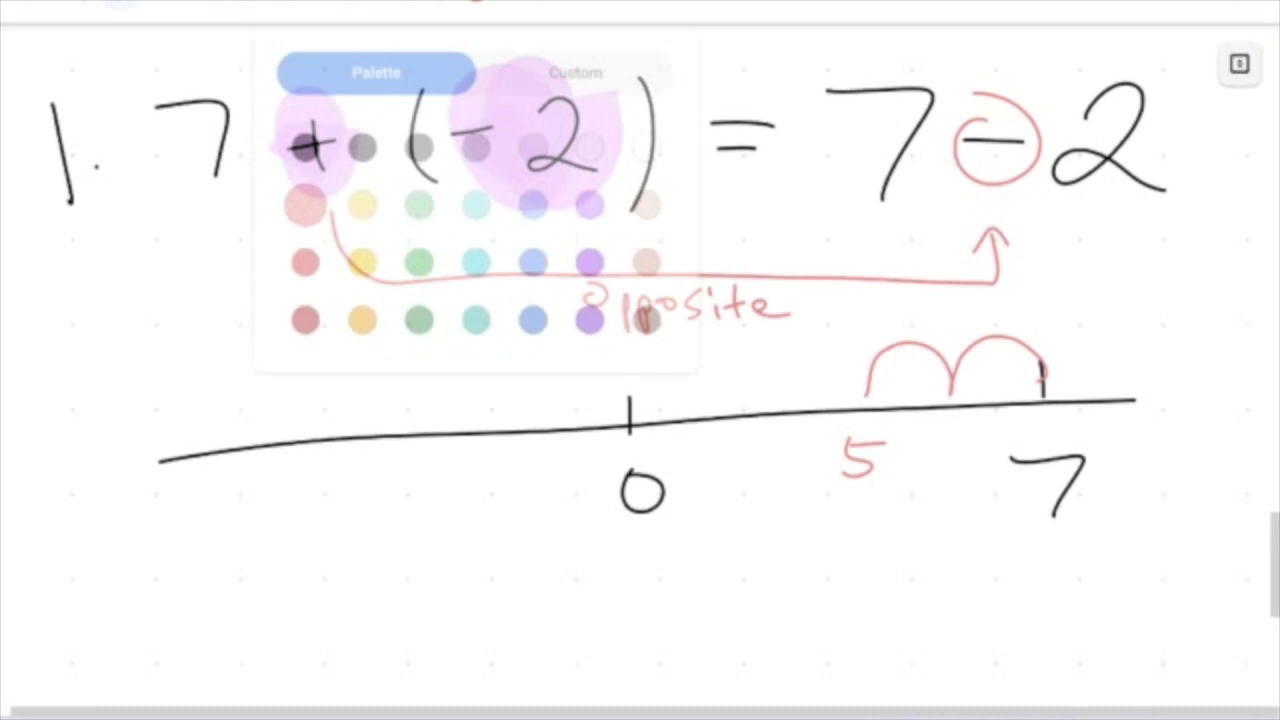 Palette Custom
1. 7 + (-2) = 7 - 2
opposite
5
0 7